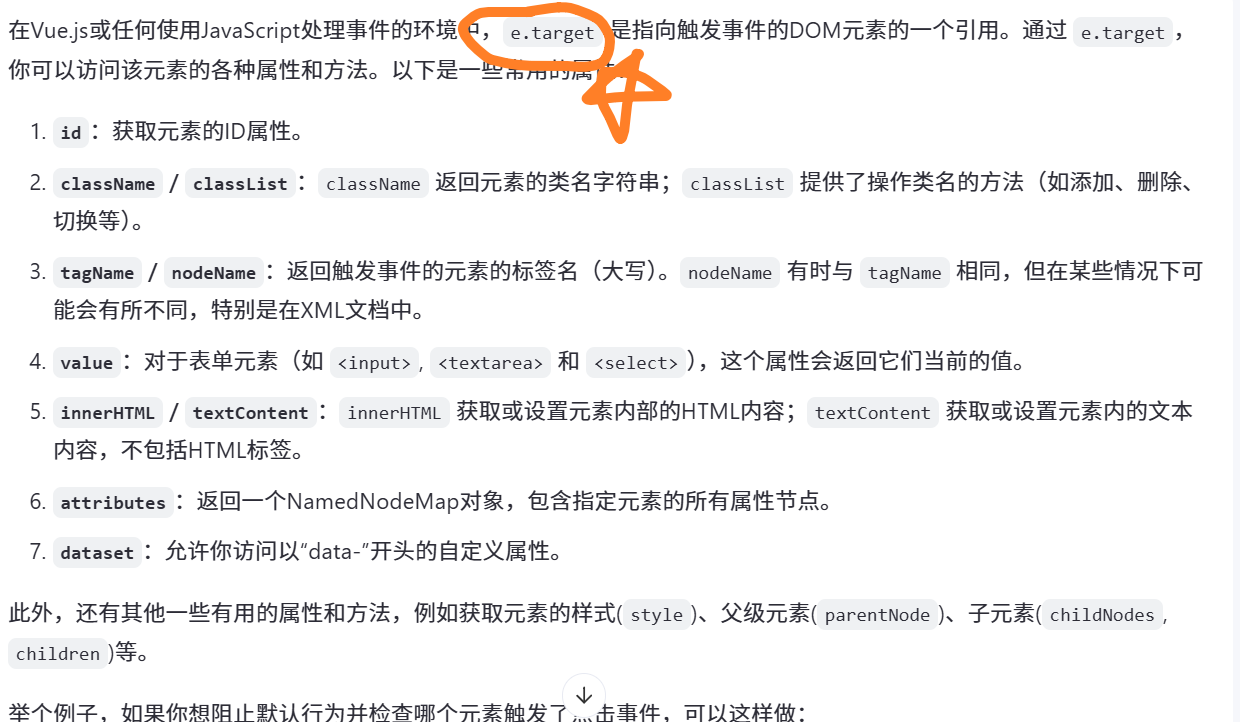 在Vue.js或任何使用JavaScript处理事件的环境中，e.target 是指向触发事件的DOM元素的一个引用。通过 e.target，
你可以访问该元素的各种属性和方法。以下是一些常用的属
1. id：获取元素的ID属性。
2. className / classList：className 返回元素的类名字符串；classList 提供了操作类名的方法（如添加、删除、
切换等）。
3. tagName / nodeName：返回触发事件的元素的标签名（大写）。nodeName 有时与 tagName 相同，但在某些情况下可
能会有所不同，特别是在XML文档中。
4. value：对于表单元素（如 <input>, <textarea> 和 <select>），这个属性会返回它们当前的值。
5. innerHTML / textContent：innerHTML 获取或设置元素内部的HTML内容；textContent 获取或设置元素内的文本
内容，不包括HTML标签。
6. attributes：返回一个NamedNodeMap对象，包含指定元素的所有属性节点。
7. dataset：允许你访问以“data-”开头的自定义属性。
此外，还有其他一些有用的属性和方法，例如获取元素的样式(style)、父级元素(parentNode)、子元素(childNodes,
children)等。
举个例子，如果你想阻止默认行为并检查哪个元素触发了点击事件，可以这样做：